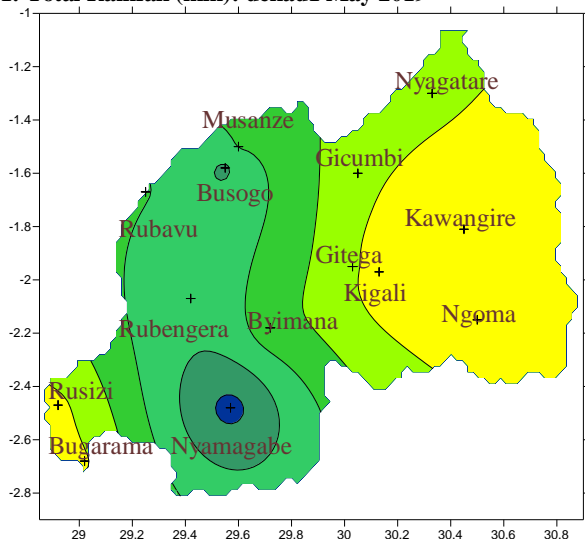 -1
-1.2
Nyagatare
-1.4
Musanze
Gicumbi
-1.6
Busogo
-1.8
Rubavu
Kawangire
Gitega
-2
Kigali
Ngoma
Rubengera
Byimana
-2.2
-2.4
Rusizi
-2.6
Bugarama
Nyamagabe
-2.8
29 29.2 29.4 29.6 29.8 30 30.2 30.4 30.6 30.8